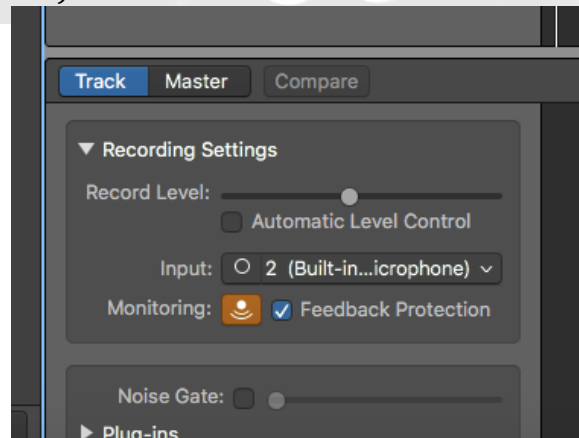 Track Master Compare
Recording Settings
Record Level:
Automatic Level Control
Input: 2 (Built-in...icrophone)
Monitoring: Feedback Protection
Noise Gate:
Plug-ins